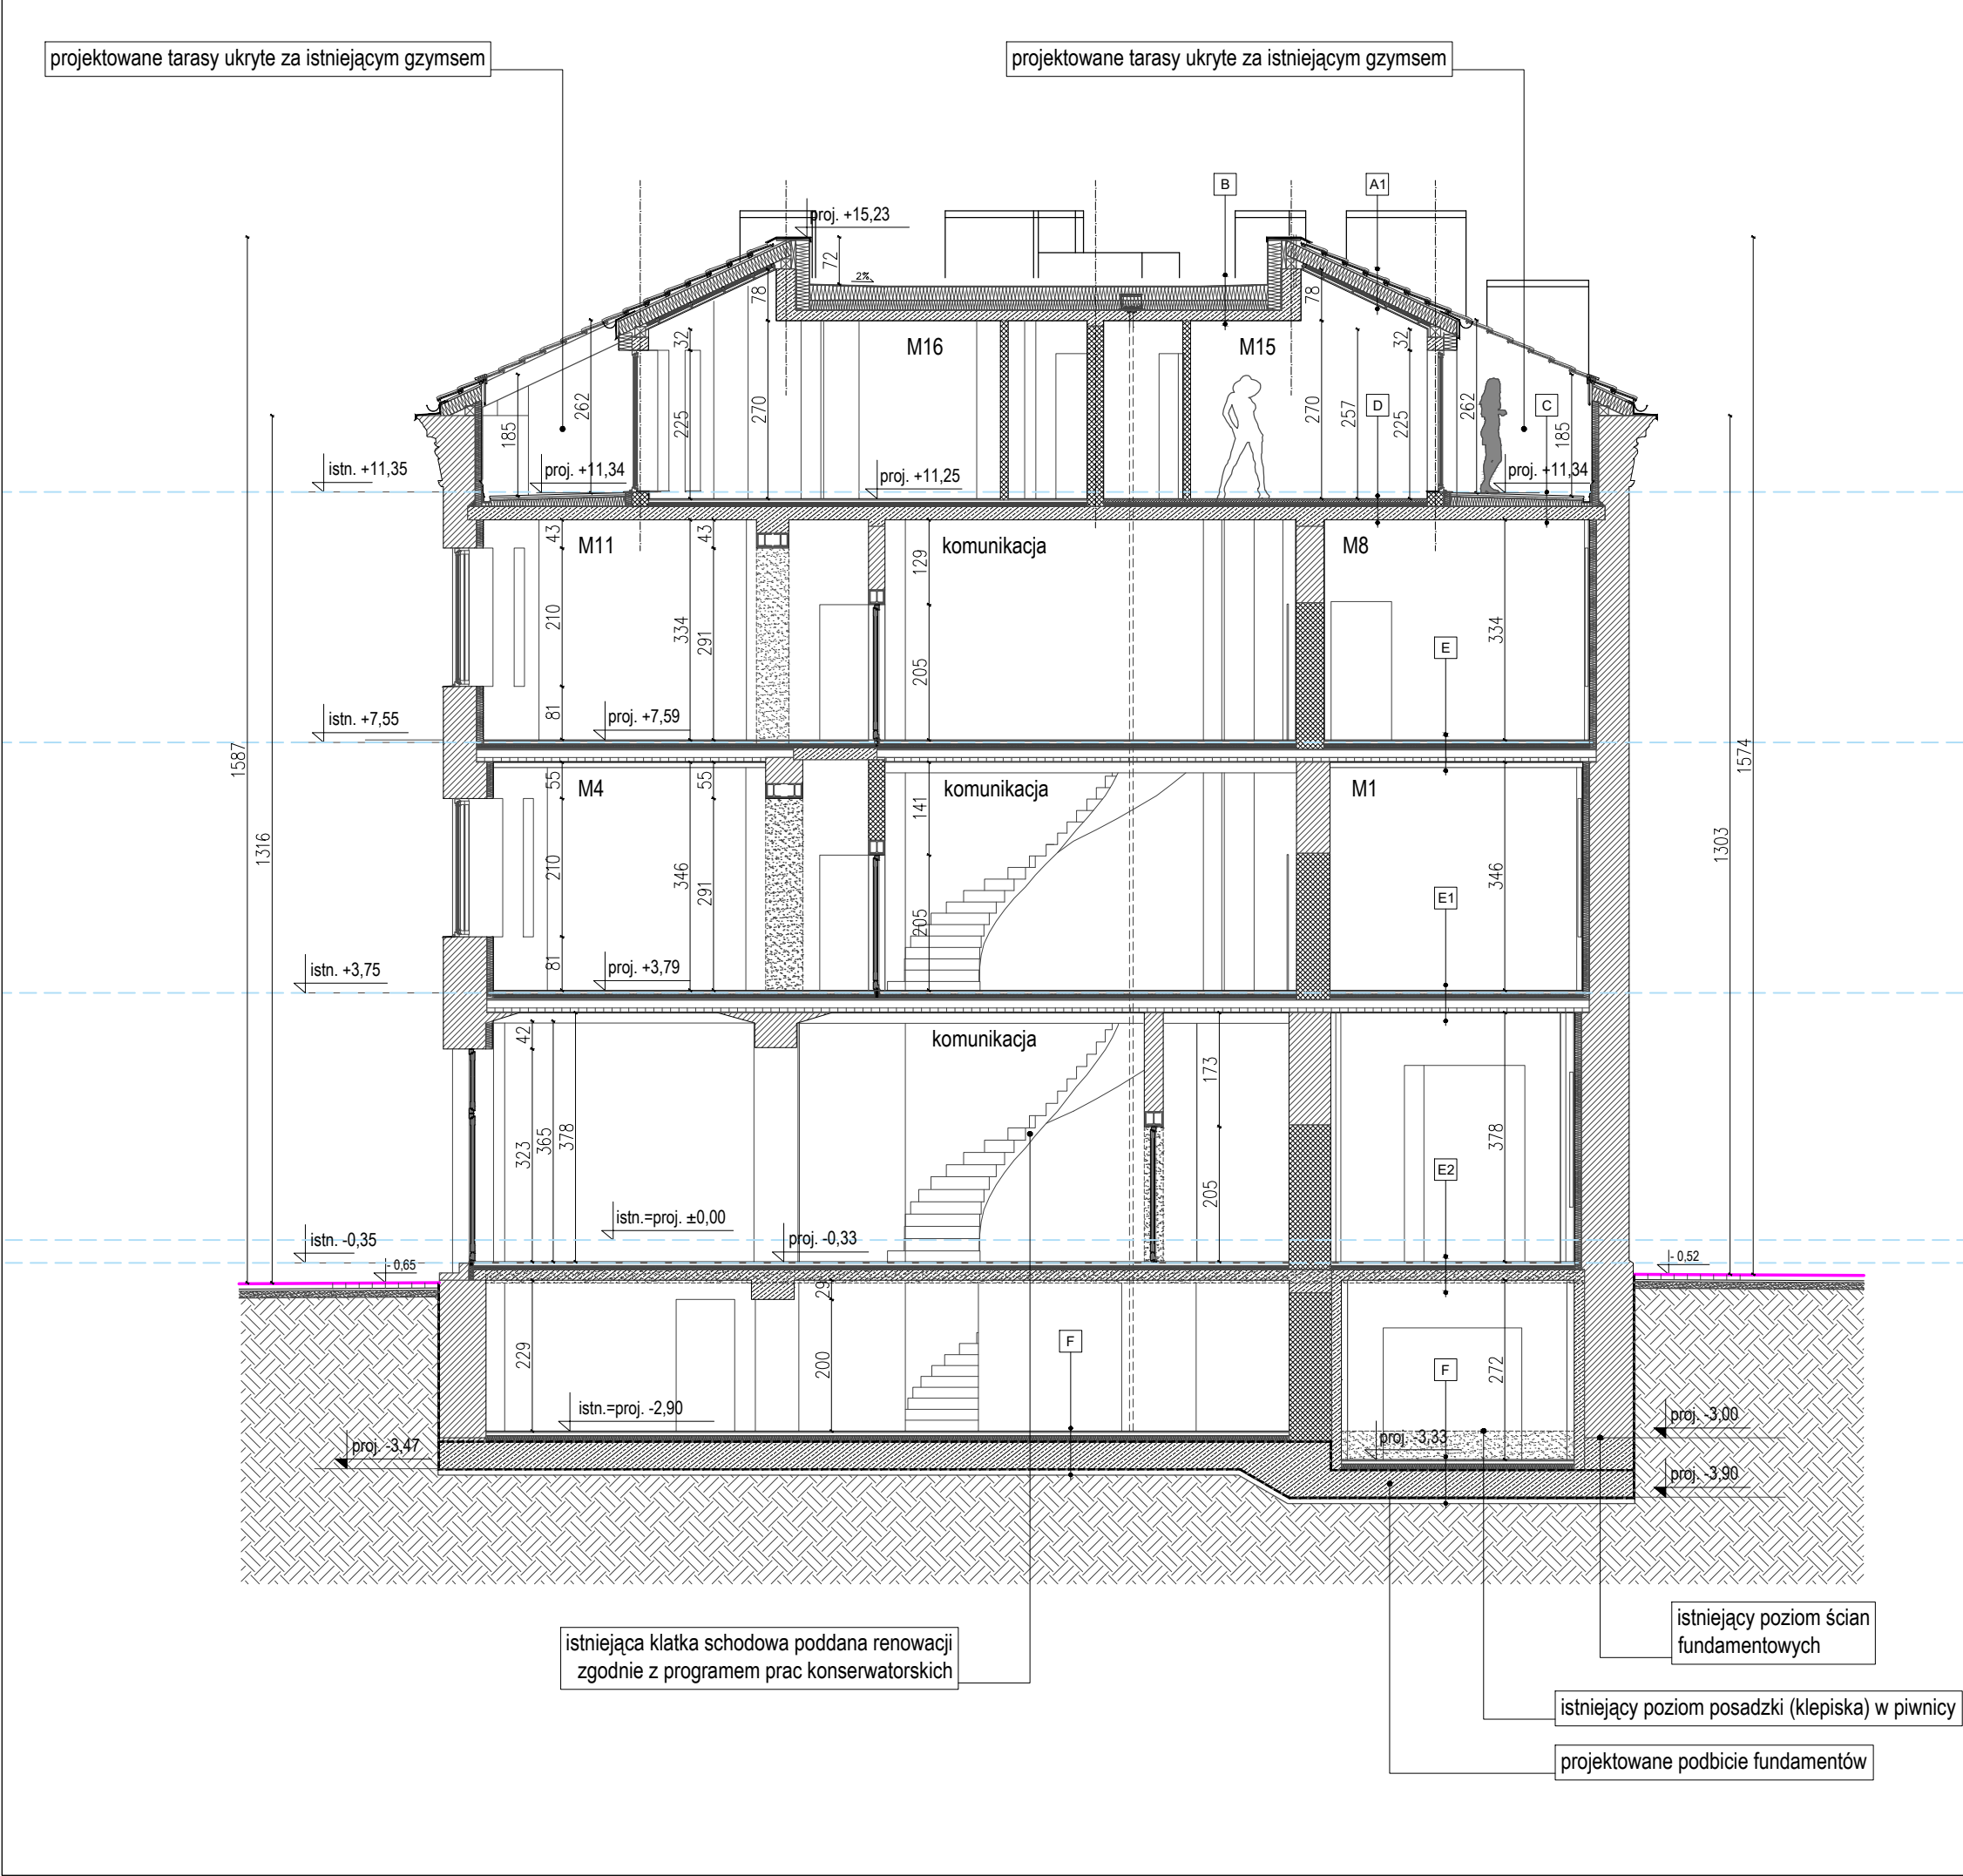 projektowane tarasy ukryte za istniejącym gzymsem
projektowane tarasy ukryte za istniejącym gzymsem
B
A1
proj. +15,23
72
2%
78
78
32
32
M16
M15
262
185
225
270
270
257
225
262
185
D
C
istn. +11,35
proj. +11,34
proj. +11,25
proj. +11,34
43
43
M11
komunikacja
M8
129
210
334
291
334
205
E
81
istn. +7,55
proj. +7,59
1587
1574
55
55
M4
komunikacja
M1
141
1316
1303
210
346
291
346
205
E1
81
istn. +3,75
proj. +3,79
42
komunikacja
173
323
365
378
378
205
E2
istn.=proj. ±0,00
istn. -0,35
proj. -0,33
- 0,65
- 0,52
29
229
200
F
F
272
istn.=proj. -2,90
proj. -3,00
proj. -3,47
proj. -3,33
proj. -3,90
istniejący poziom ścian
fundamentowych
istniejąca klatka schodowa poddana renowacji
zgodnie z programem prac konserwatorskich
istniejący poziom posadzki (klepiska) w piwnicy
projektowane podbicie fundamentów